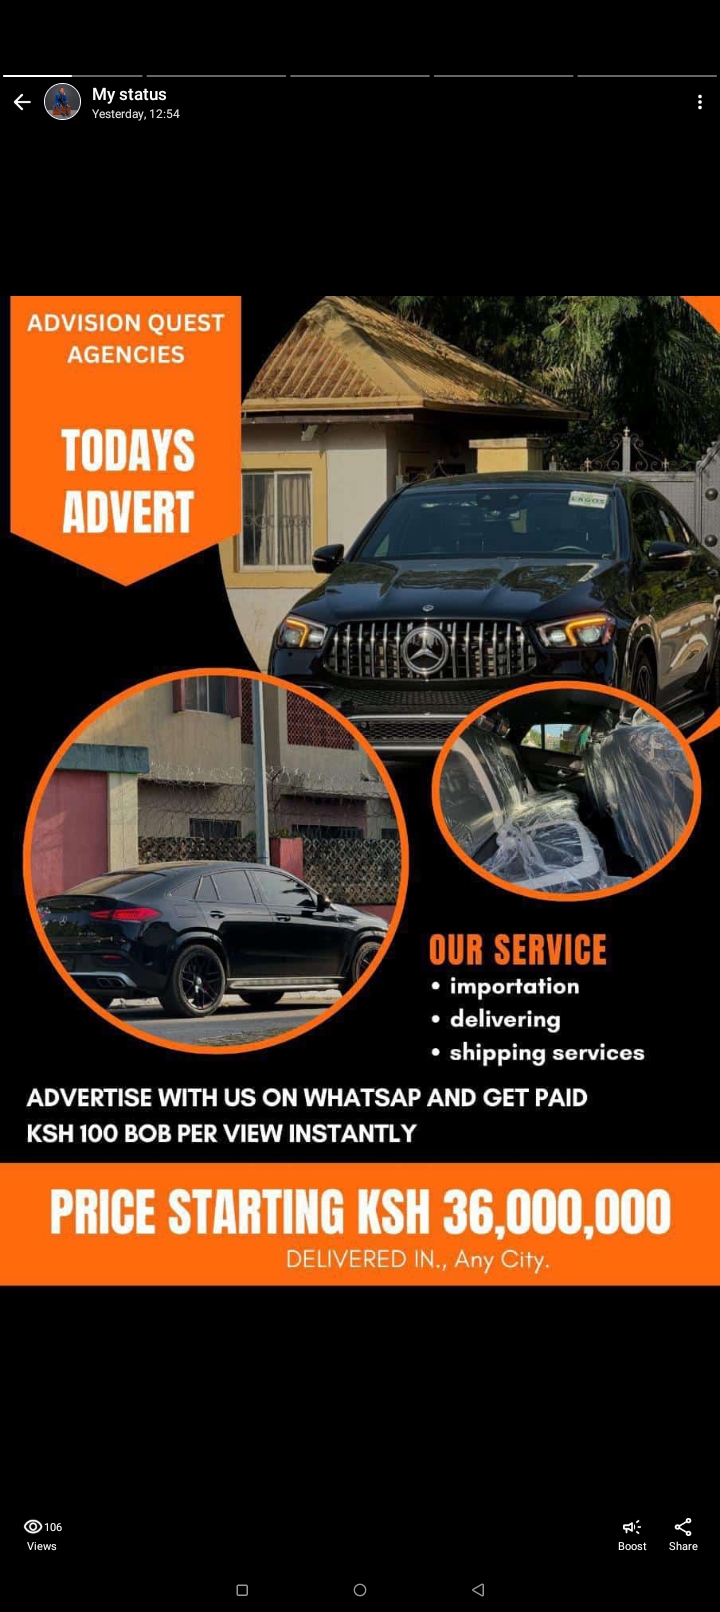 My status
Yesterday, 12:54
ADVISION QUEST
AGENCIES
TODAYS
ADVERT
OUR SERVICE
• importation
• delivering
• shipping services
ADVERTISE WITH US ON WHATSAP AND GET PAID
KSH 100 BOB PER VIEW INSTANTLY
PRICE STARTING KSH 36,000,000
DELIVERED IN., Any City.
106
Views
Boost
Share